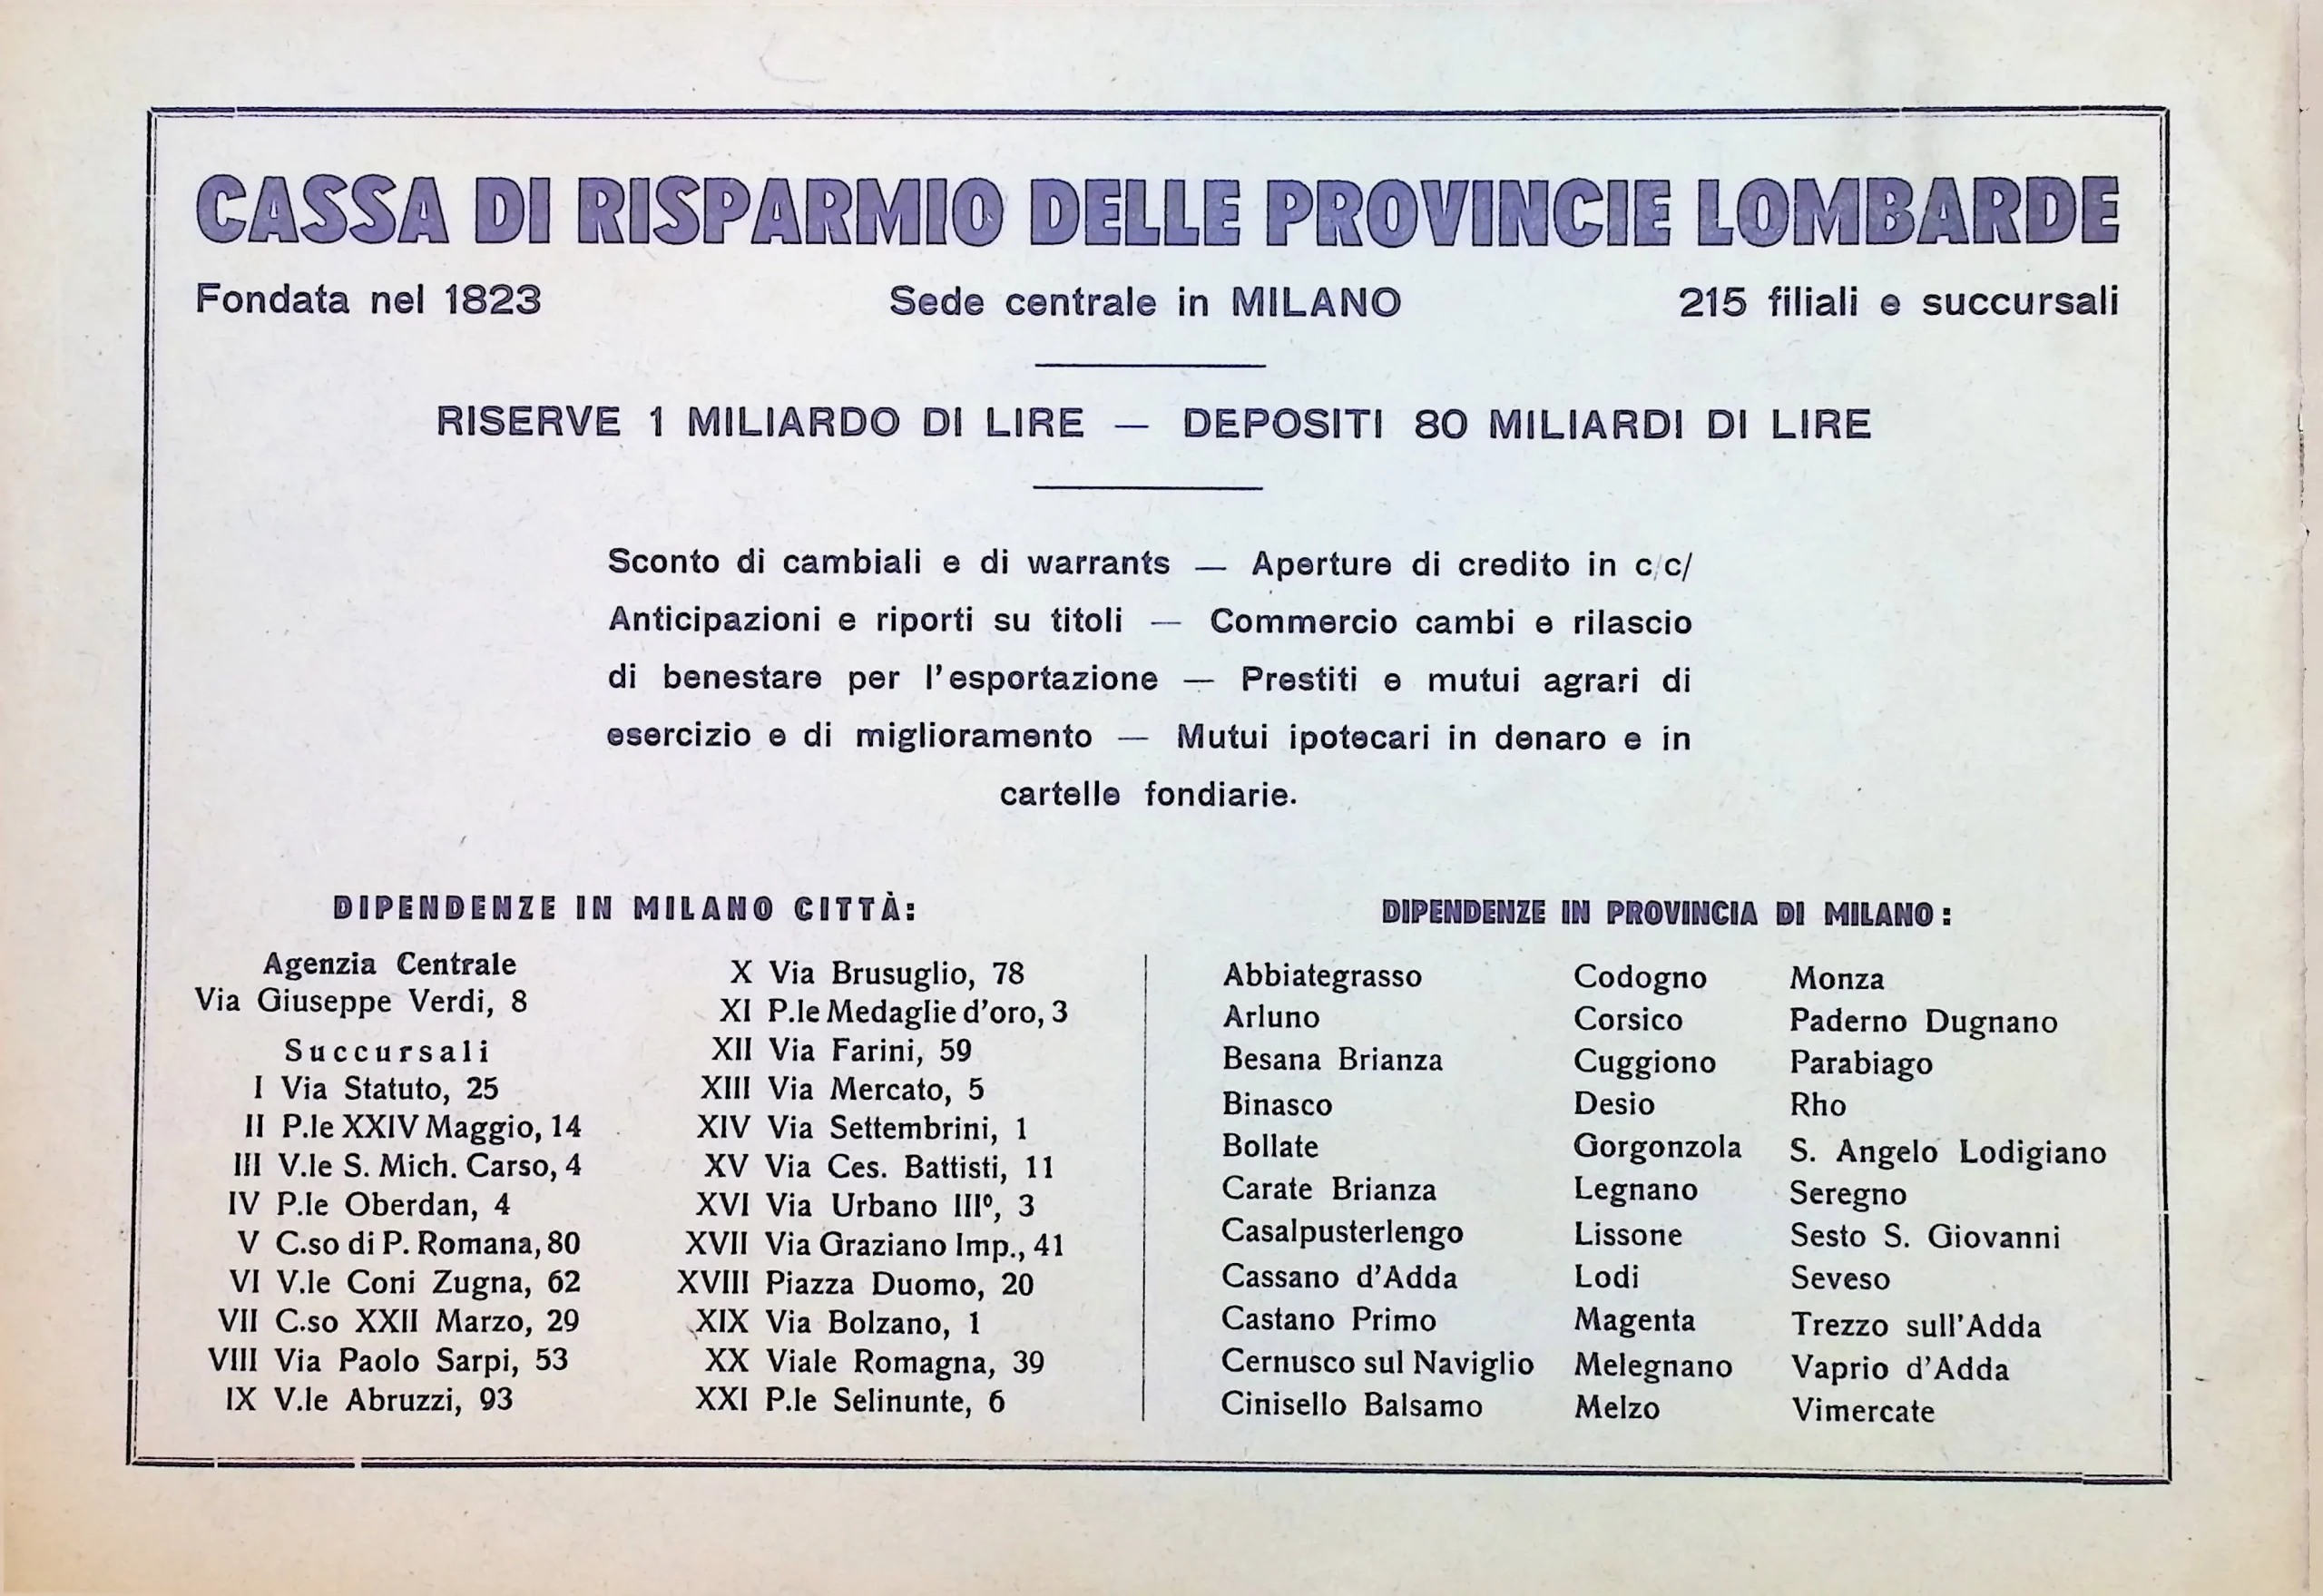 CASSA DI RISPARMIO DELLE PROVINCIE LOMBARDE
Fondata nel 1823 Sede centrale in MILANO 215 filiali e succursali
RISERVE 1 MILIARDO DI LIRE — DEPOSITI 80 MILIARDI DI LIRE
Sconto di cambiali e di warrants — Aperture di credito in c/c/
Anticipazioni e riporti su titoli — Commercio cambi e rilascio
di benestare per l'esportazione — Prestiti e mutui agrari di
esercizio e di miglioramento — Mutui ipotecari in denaro e in
cartelle fondiarie.
DIPENDENZE IN MILANO CITTÀ:
Agenzia Centrale
Via Giuseppe Verdi, 8
Succursali
I Via Statuto, 25
II P.le XXIV Maggio, 14
III V.le S. Mich. Carso, 4
IV P.le Oberdan, 4
V C.so di P. Romana, 80
VI V.le Coni Zugna, 62
VII C.so XXII Marzo, 29
VIII Via Paolo Sarpi, 53
IX V.le Abruzzi, 93
X Via Brusuglio, 78
XI P.le Medaglie d'oro, 3
XII Via Farini, 59
XIII Via Mercato, 5
XIV Via Settembrini, 1
XV Via Ces. Battisti, 11
XVI Via Urbano IIIº, 3
XVII Via Graziano Imp., 41
XVIII Piazza Duomo, 20
XIX Via Bolzano, 1
XX Viale Romagna, 39
XXI P.le Selinunte, 6
DIPENDENZE IN PROVINCIA DI MILANO:
Abbiategrasso
Arluno
Besana Brianza
Binasco
Bollate
Carate Brianza
Casalpusterlengo
Cassano d'Adda
Castano Primo
Cernusco sul Naviglio
Cinisello Balsamo
Codogno
Corsico
Cuggiono
Desio
Gorgonzola
Legnano
Lissone
Lodi
Magenta
Melegnano
Melzo
Monza
Paderno Dugnano
Parabiago
Rho
S. Angelo Lodigiano
Seregno
Sesto S. Giovanni
Seveso
Trezzo sull'Adda
Vaprio d'Adda
Vimercate